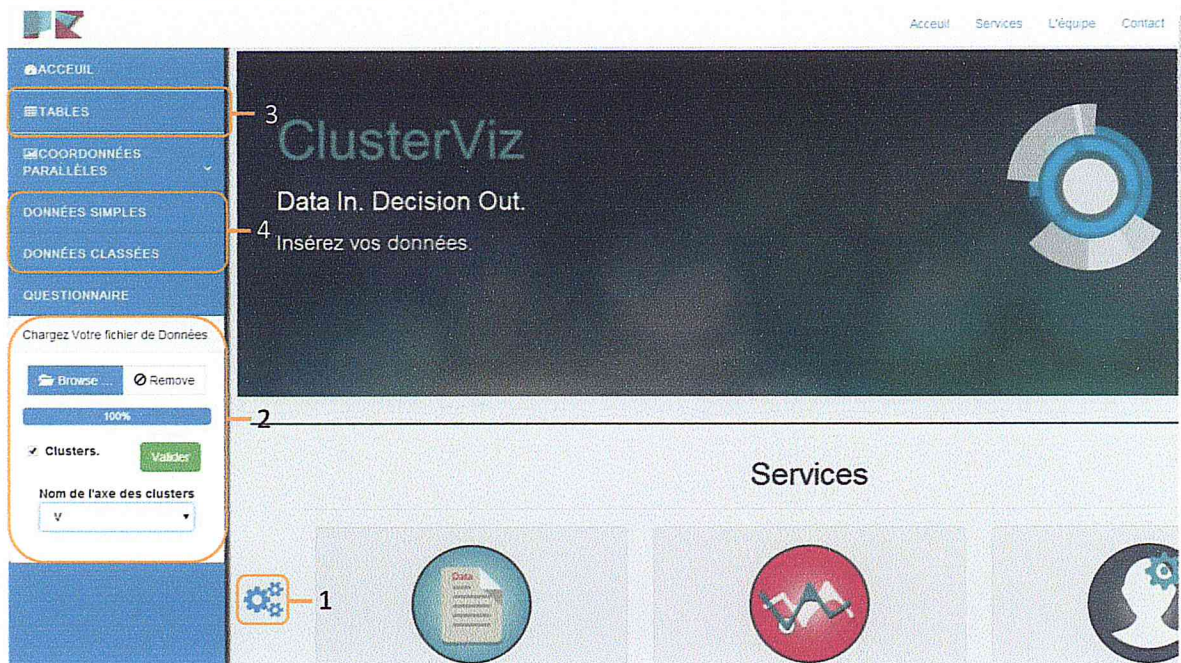 Acceuil Services L'équipe Contact
ACCEUIL
TABLES
3
COORDONNÉES
PARALLÈLES
DONNÉES SIMPLES
4
DONNÉES CLASSÉES
QUESTIONNAIRE
Chargez Votre fichier de Données
Browse ... Remove
100%
2
Clusters. Valider
Nom de l'axe des clusters
V
ClusterViz
Data In. Decision Out.
Insérez vos données.
Services
1
Data